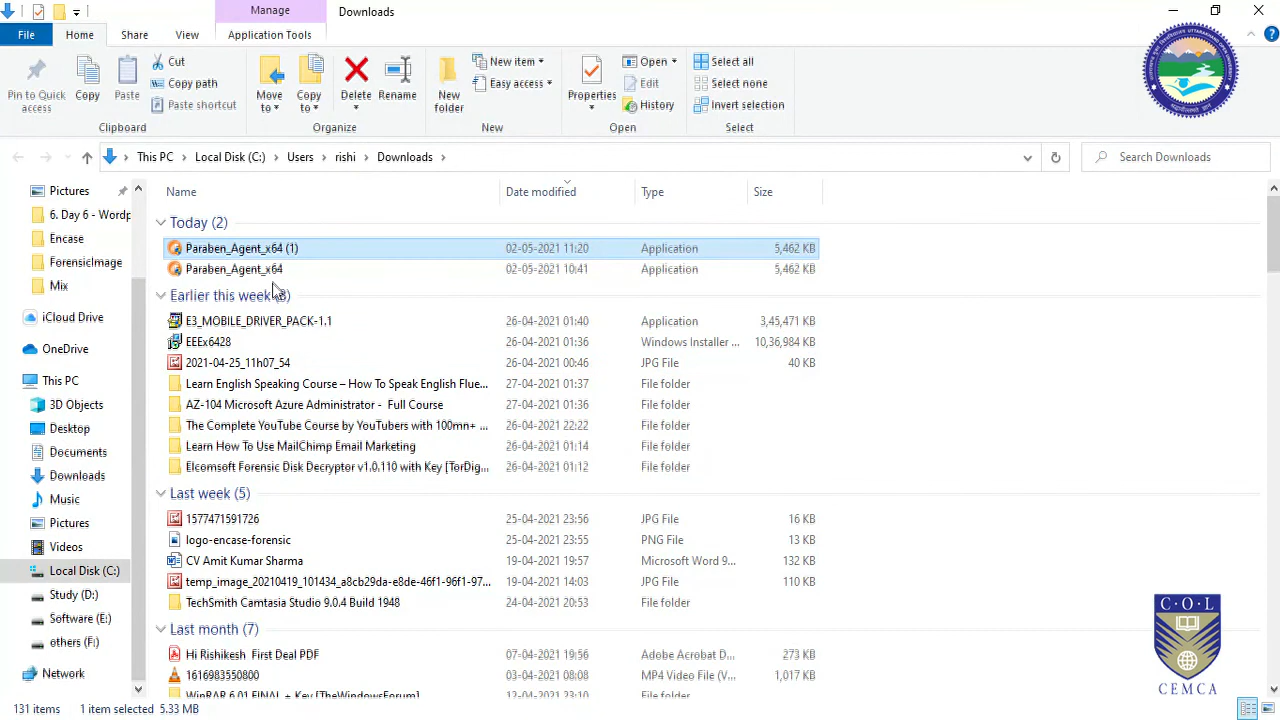 Manage
Downloads
File
Home
Share
View
Application Tools
Pin to Quick access
Copy
Paste
Cut
Copy path
Paste shortcut
Clipboard
Move to
Copy to
Delete
Rename
Organize
New folder
New item
Easy access
New
Properties
Open
Edit
History
Open
Select all
Select none
Invert selection
Select
This PC
Local Disk (C:)
Users
rishi
Downloads
Search Downloads
Pictures
6. Day 6 - Wordp
Encase
ForensicImage
Mix
iCloud Drive
OneDrive
This PC
3D Objects
Desktop
Documents
Downloads
Music
Pictures
Videos
Local Disk (C:)
Study (D:)
Software (E:)
others (F:)
Network
Name Date modified Type Size
Today (2)
Paraben_Agent_x64 (1) 02-05-2021 11:20 Application 5,462 KB
Paraben_Agent_x64 02-05-2021 10:41 Application 5,462 KB
Earlier this week
E3_MOBILE_DRIVER_PACK-1.1 26-04-2021 01:40 Application 3,45,471 KB
EEEx6428 26-04-2021 01:36 Windows Installer ... 10,36,984 KB
2021-04-25_11h07_54 26-04-2021 00:46 JPG File 40 KB
Learn English Speaking Course – How To Speak English Flue... 27-04-2021 01:37 File folder
AZ-104 Microsoft Azure Administrator - Full Course 27-04-2021 01:36 File folder
The Complete YouTube Course by YouTubers with 100mn+ ... 26-04-2021 22:22 File folder
Learn How To Use MailChimp Email Marketing 26-04-2021 01:14 File folder
Elcomsoft Forensic Disk Decryptor v1.0.110 with Key [TorDig... 26-04-2021 01:12 File folder
Last week (5)
1577471591726 25-04-2021 23:56 JPG File 16 KB
logo-encase-forensic 25-04-2021 23:55 PNG File 13 KB
CV Amit Kumar Sharma 19-04-2021 19:57 Microsoft Word 9... 132 KB
temp_image_20210419_101434_a8cb29da-e8de-46f1-96f1-97... 19-04-2021 14:03 JPG File 110 KB
TechSmith Camtasia Studio 9.0.4 Build 1948 24-04-2021 20:53 File folder
Last month (7)
Hi Rishikesh First Deal PDF 07-04-2021 19:56 Adobe Acrobat D... 273 KB
1616983550800 03-04-2021 08:08 MP4 Video File (V... 1,017 KB
WinRAR 6.01 FINAL + Key [TheWindowsForum] 12-04-2021 23:10 File folder
131 items 1 item selected 5.33 MB
C·O·L
CEMCA